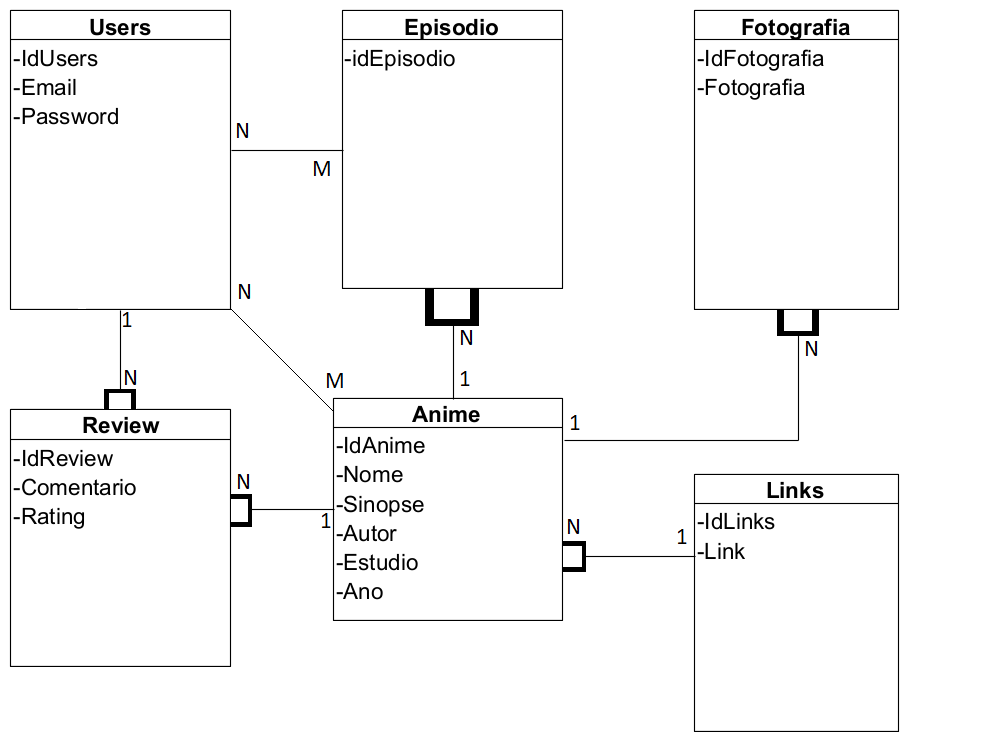 Users
-IdUsers
-Email
-Password
Episodio
-idEpisodio
Fotografia
-IdFotografia
-Fotografia
N
M
N
M
1
N
N
1
1
N
Review
-IdReview
-Comentario
-Rating
N
1
Anime
-IdAnime
-Nome
-Sinopse
-Autor
-Estudio
-Ano
N
1
Links
-IdLinks
-Link